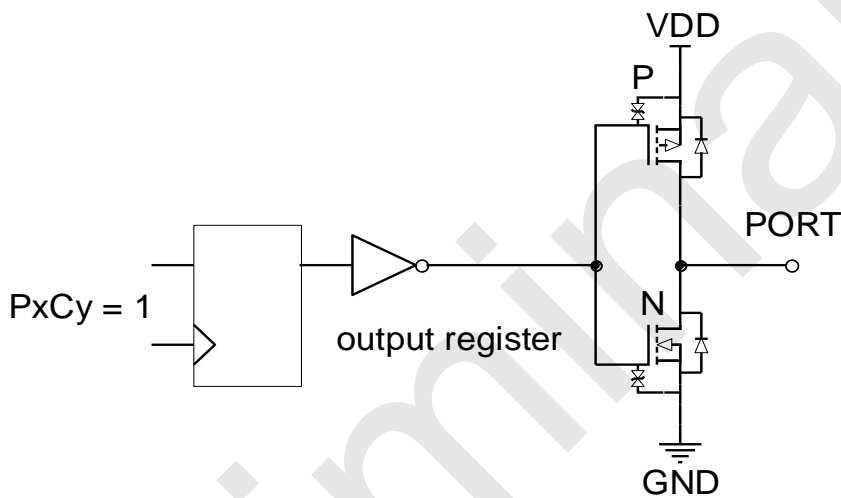 VDD
P
PORT
PxCy = 1
N
output register
GND